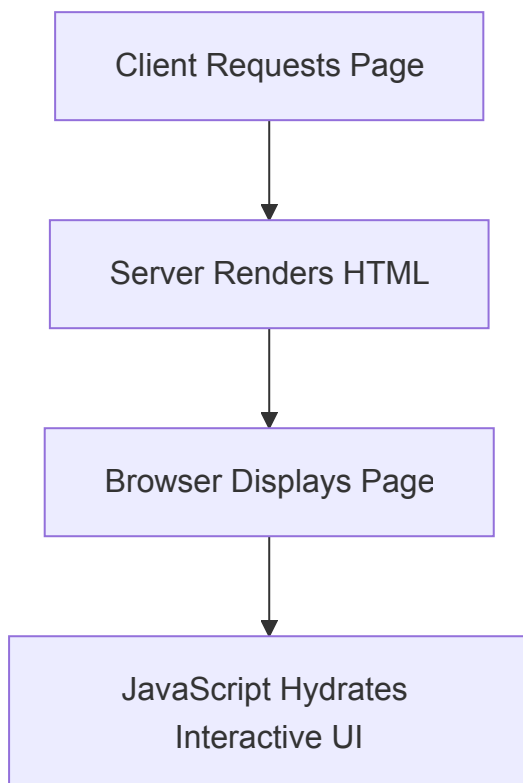 Client Requests Page
Server Renders HTML
Browser Displays Page
JavaScript Hydrates
Interactive UI